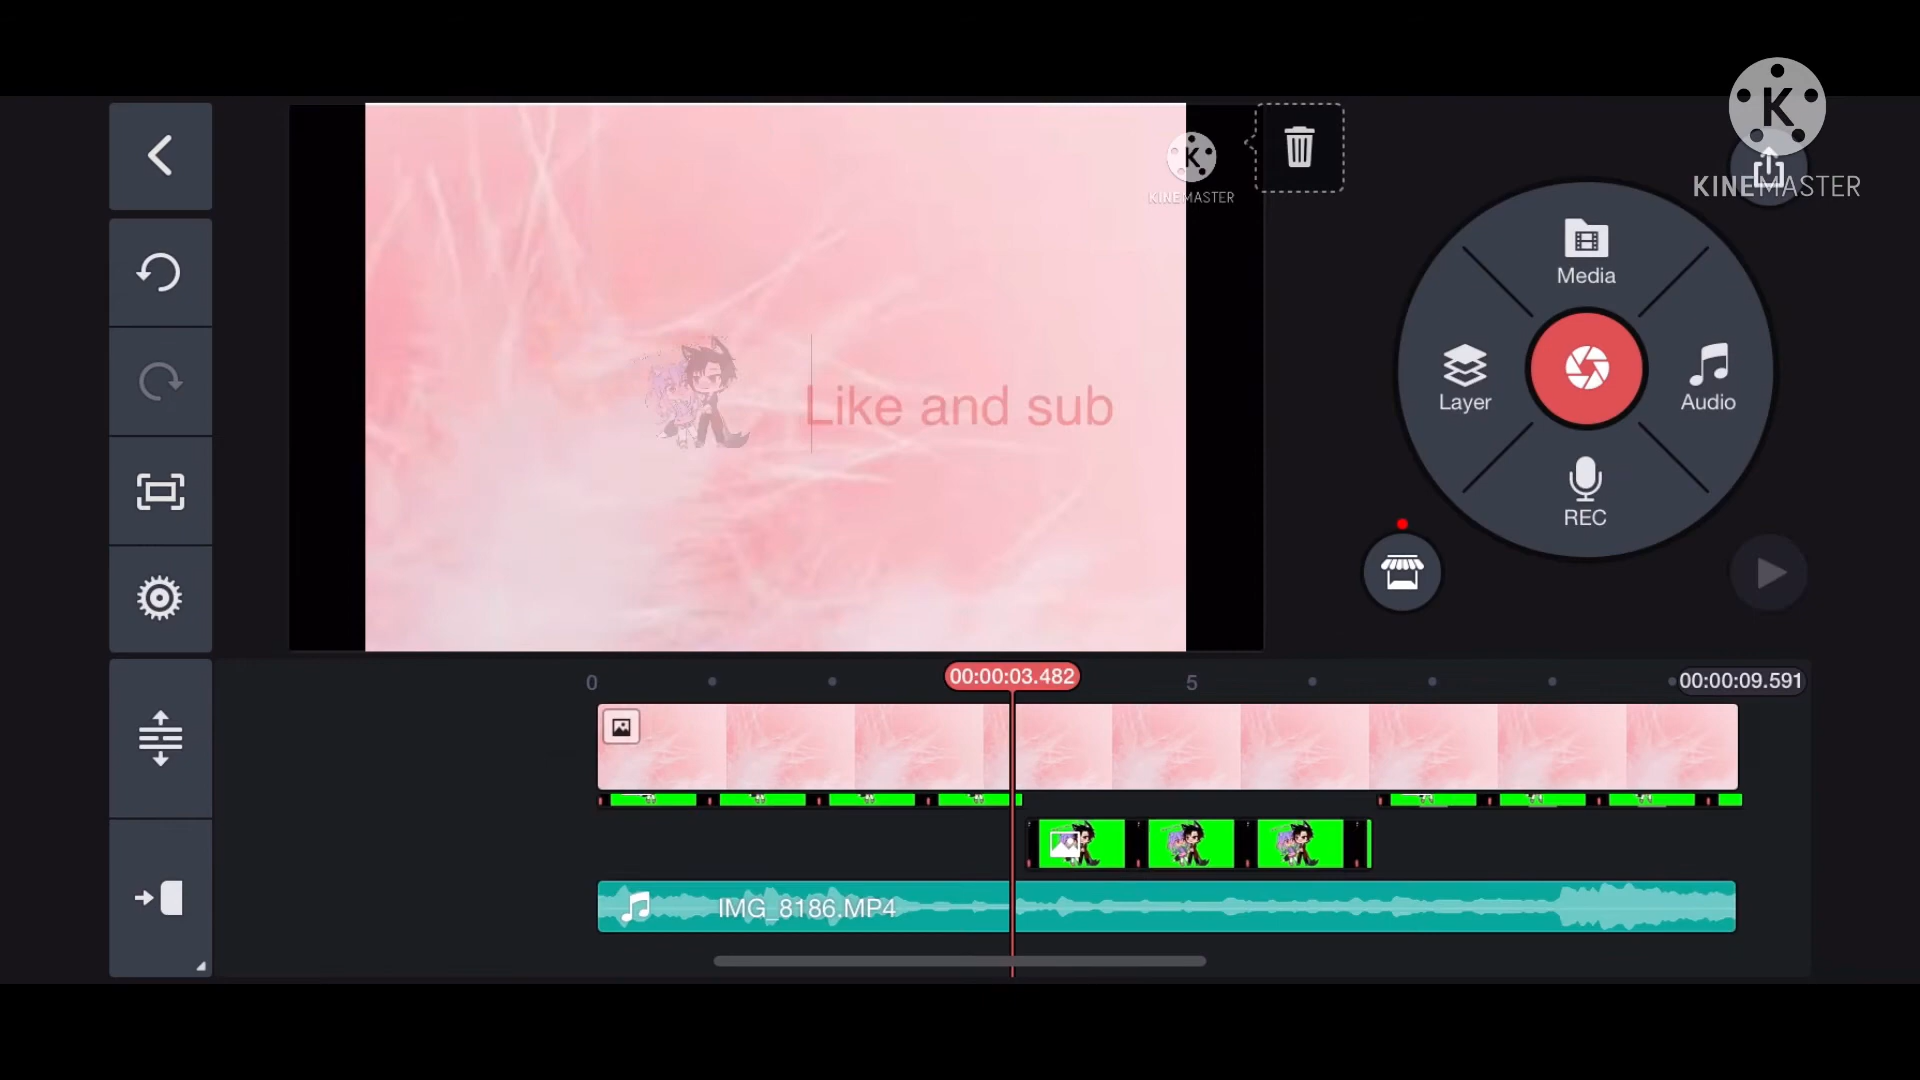 KINEMASTER
KINEMASTER
Media
Layer
Audio
REC
Like and sub
0
00:00:03.482
5
00:00:09.591
IMG_8186.MP4